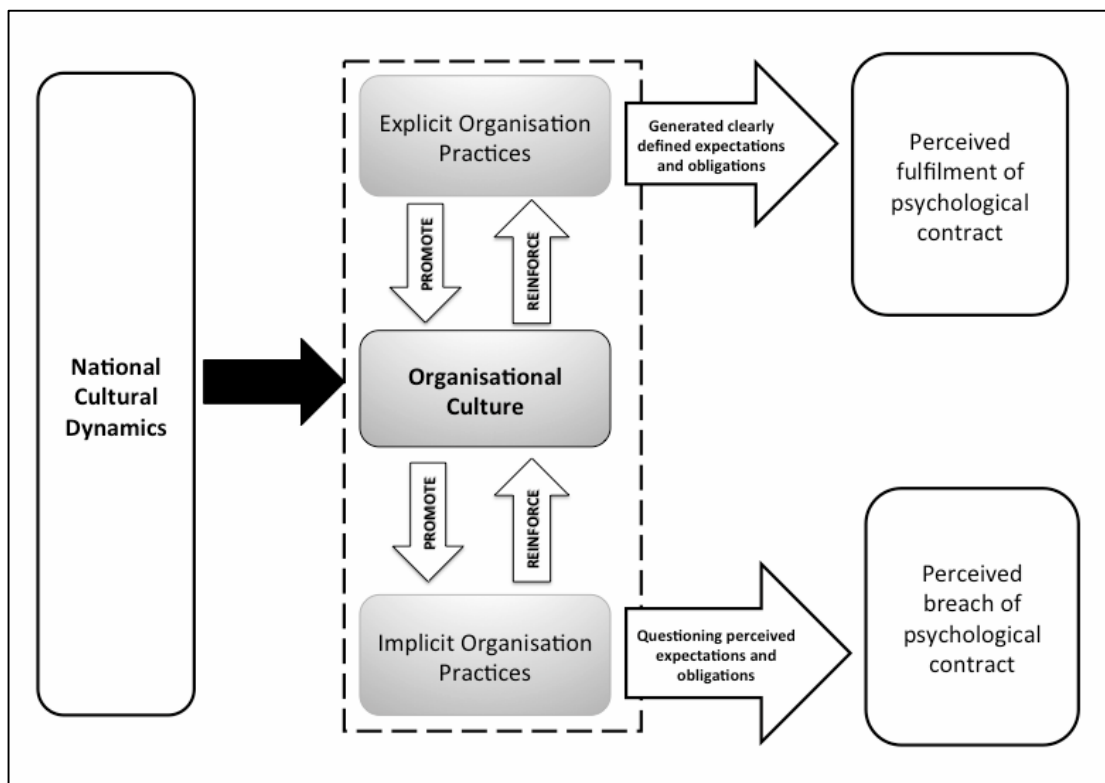 National
Cultural
Dynamics
Explicit Organisation
Practices
PROMOTE
REINFORCE
Organisational
Culture
PROMOTE
REINFORCE
Implicit Organisation
Practices
Generated clearly
defined expectations
and obligations
Perceived
fulfilment of
psychological
contract
Questioning perceived
expectations and
obligations
Perceived
breach of
psychological
contract